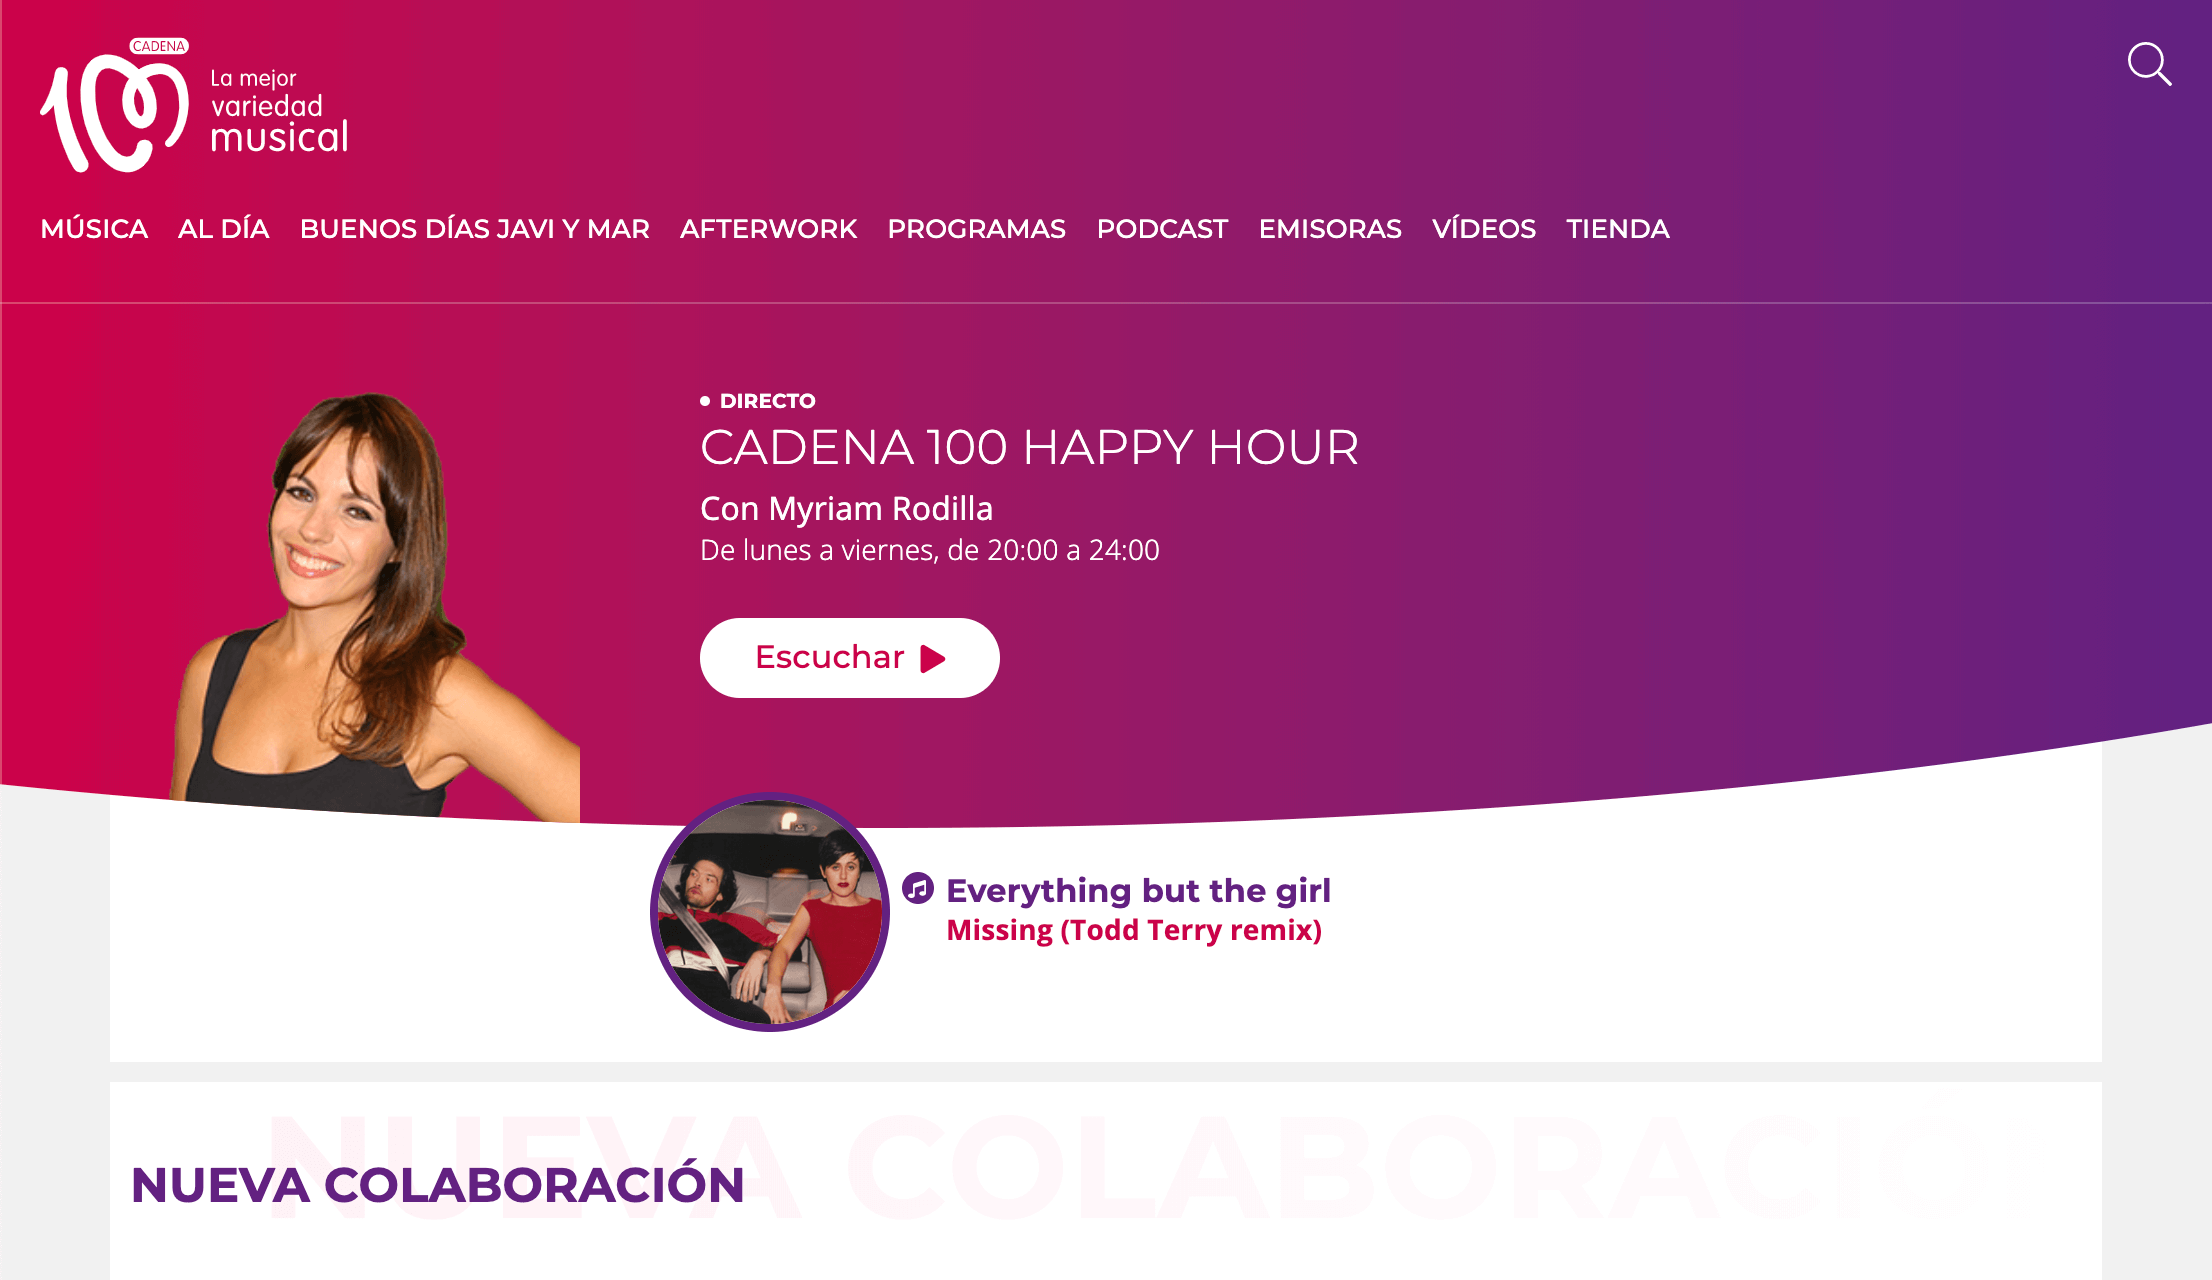 CADENA
100
La mejor
variedad
musical
MÚSICA AL DÍA BUENOS DÍAS JAVI Y MAR AFTERWORK PROGRAMAS PODCAST EMISORAS VÍDEOS TIENDA
DIRECTO
CADENA 100 HAPPY HOUR
Con Myriam Rodilla
De lunes a viernes, de 20:00 a 24:00
Escuchar
Everything but the girl
Missing (Todd Terry remix)
NUEVA COLABORACIÓ
NUEVA COLABORACIÓN